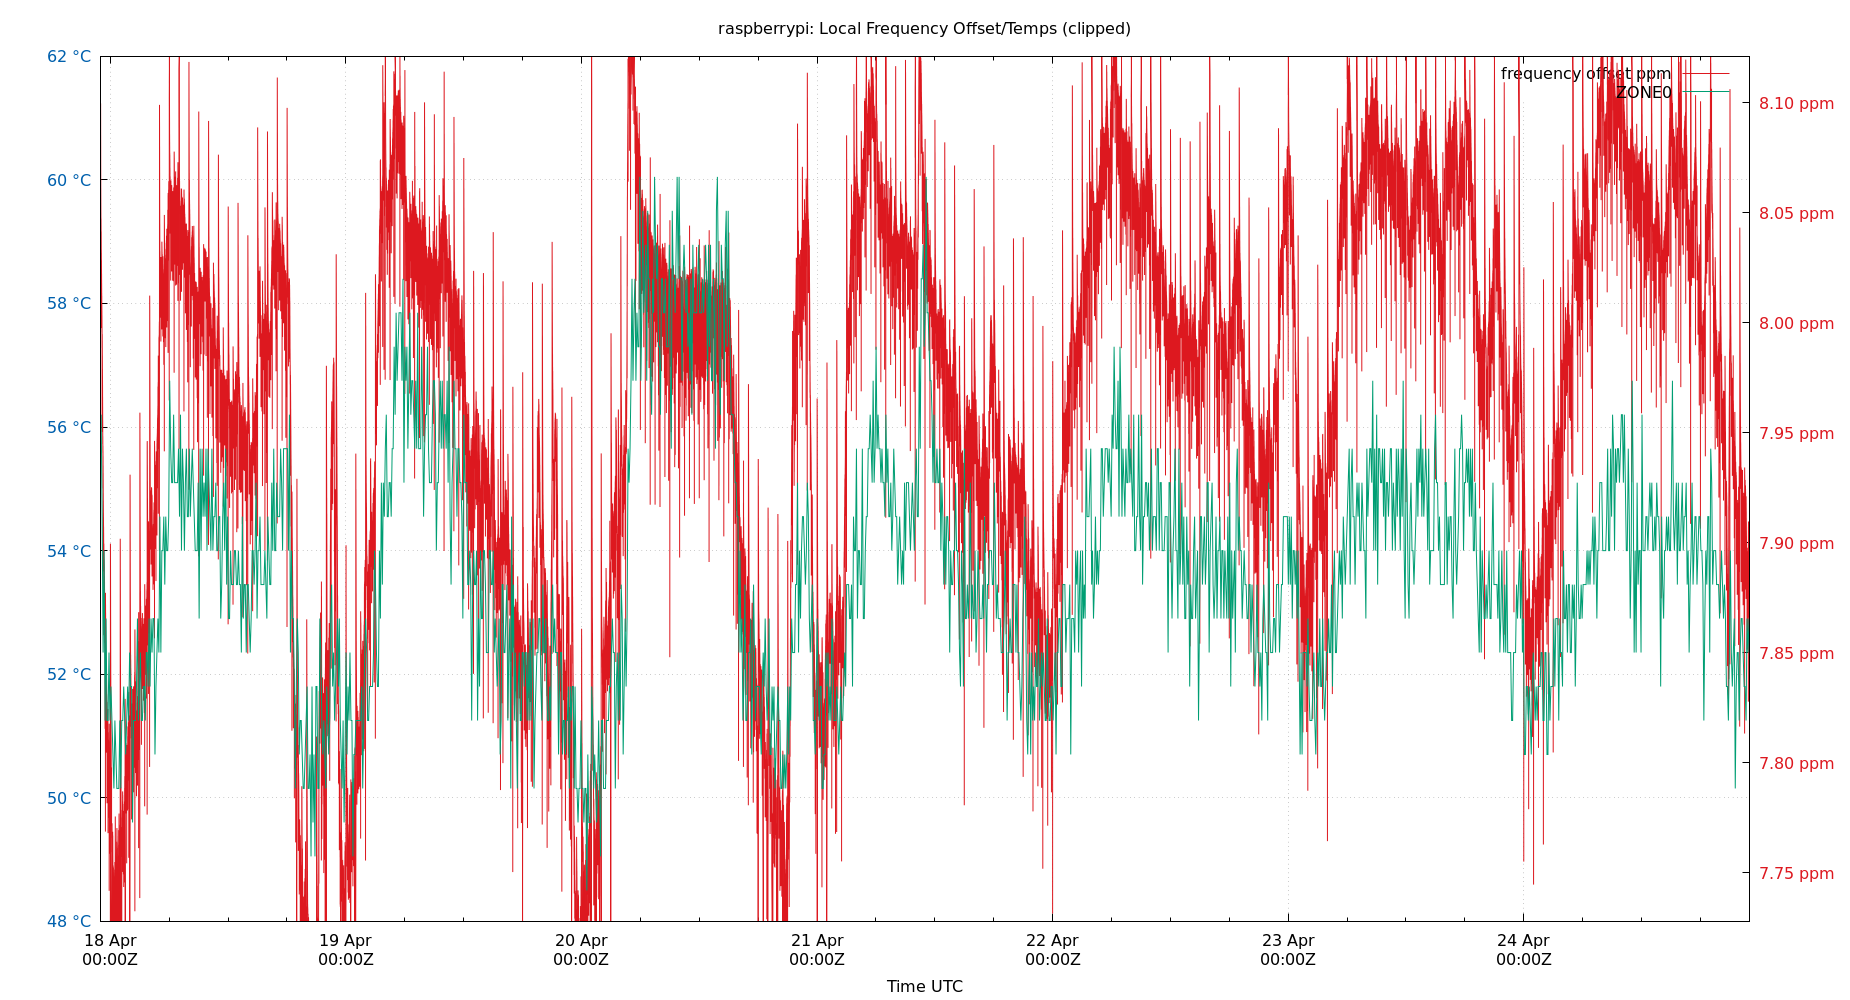 raspberrypi: Local Frequency Offset/Temps (clipped)
frequency offset ppm
ZONE0
62 °C
60 °C
58 °C
56 °C
54 °C
52 °C
50 °C
48 °C
8.10 ppm
8.05 ppm
8.00 ppm
7.95 ppm
7.90 ppm
7.85 ppm
7.80 ppm
7.75 ppm
18 Apr
00:00Z
19 Apr
00:00Z
20 Apr
00:00Z
21 Apr
00:00Z
22 Apr
00:00Z
23 Apr
00:00Z
24 Apr
00:00Z
Time UTC